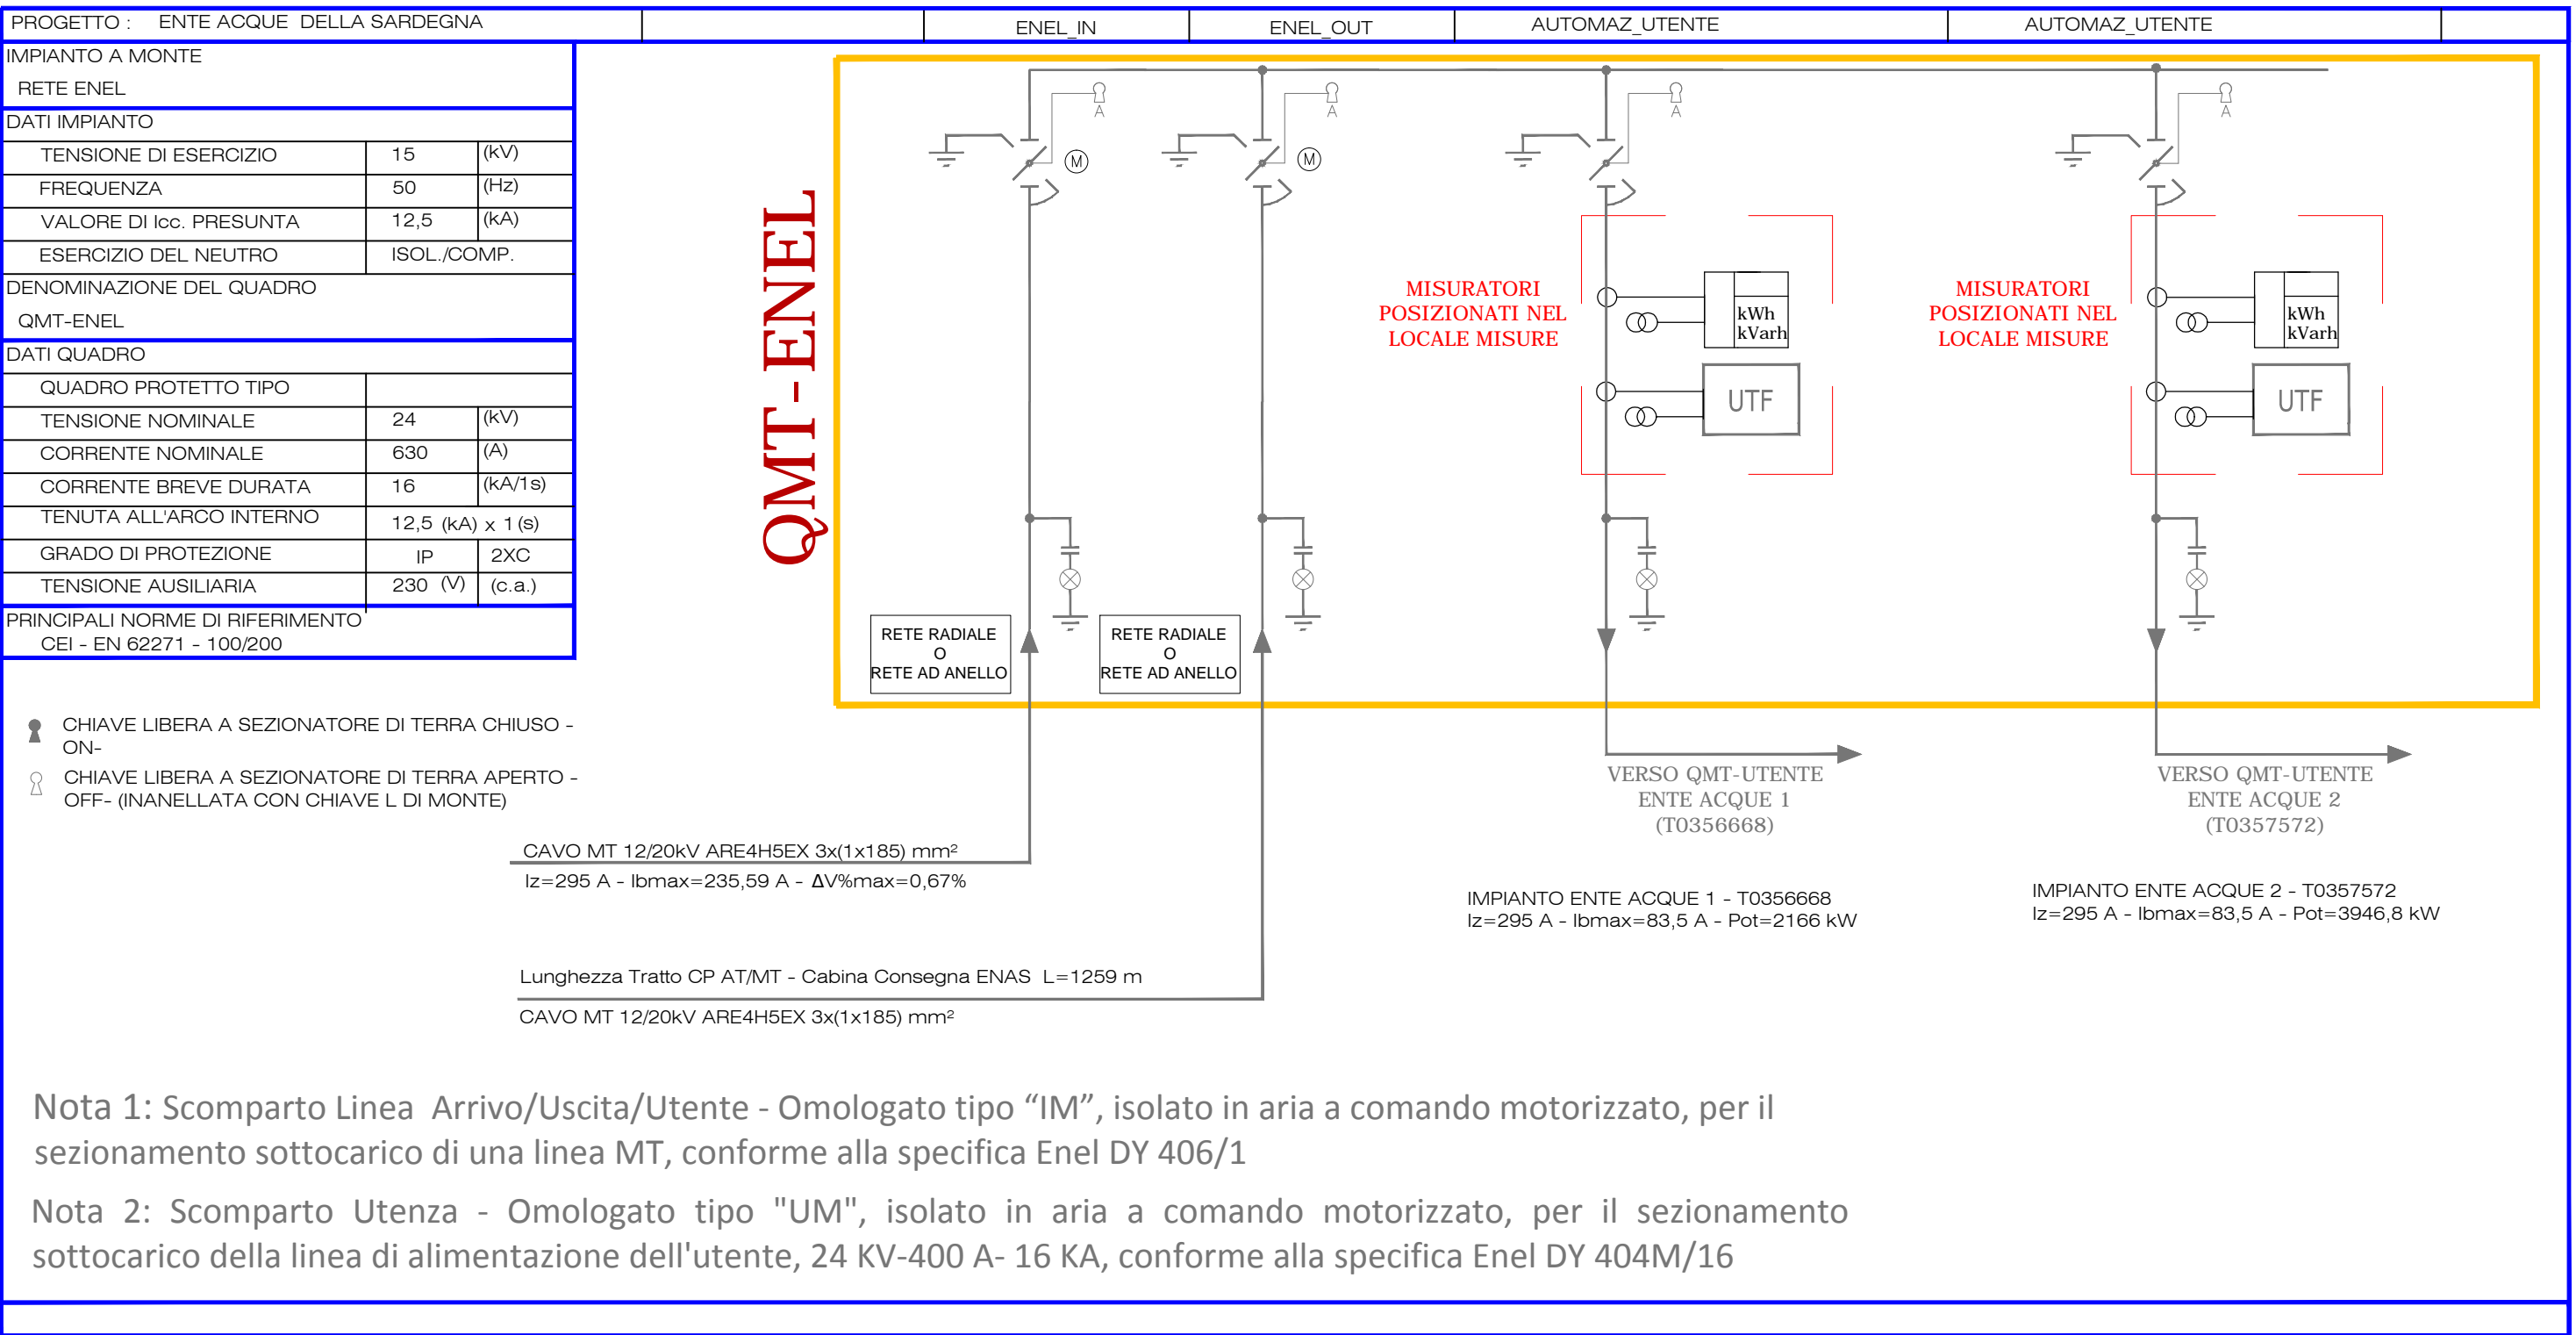 PROGETTO : ENTE ACQUE DELLA SARDEGNA
ENEL_IN
ENEL_OUT
AUTOMAZ_UTENTE
AUTOMAZ_UTENTE
IMPIANTO A MONTE
RETE ENEL
DATI IMPIANTO
TENSIONE DI ESERCIZIO 15 (kV)
FREQUENZA 50 (Hz)
VALORE DI Icc. PRESUNTA 12,5 (kA)
ESERCIZIO DEL NEUTRO ISOL./COMP.
DENOMINAZIONE DEL QUADRO
QMT-ENEL
DATI QUADRO
QUADRO PROTETTO TIPO
TENSIONE NOMINALE 24 (kV)
CORRENTE NOMINALE 630 (A)
CORRENTE BREVE DURATA 16 (kA/1s)
TENUTA ALL'ARCO INTERNO 12,5 (kA) x 1 (s)
GRADO DI PROTEZIONE IP 2XC
TENSIONE AUSILIARIA 230 (V) (c.a.)
PRINCIPALI NORME DI RIFERIMENTO
CEI - EN 62271 - 100/200
CHIAVE LIBERA A SEZIONATORE DI TERRA CHIUSO -
ON-
CHIAVE LIBERA A SEZIONATORE DI TERRA APERTO -
OFF- (INANELLATA CON CHIAVE L DI MONTE)
QMT-ENEL
A
M
A
M
A
A
MISURATORI
POSIZIONATI NEL
LOCALE MISURE
kWh
kVarh
UTF
MISURATORI
POSIZIONATI NEL
LOCALE MISURE
kWh
kVarh
UTF
RETE RADIALE
O
RETE AD ANELLO
RETE RADIALE
O
RETE AD ANELLO
VERSO QMT-UTENTE
ENTE ACQUE 1
(T0356668)
VERSO QMT-UTENTE
ENTE ACQUE 2
(T0357572)
CAVO MT 12/20kV ARE4H5EX 3x(1x185) mm²
Iz=295 A - Ibmax=235,59 A - ΔV%max=0,67%
IMPIANTO ENTE ACQUE 1 - T0356668
Iz=295 A - Ibmax=83,5 A - Pot=2166 kW
IMPIANTO ENTE ACQUE 2 - T0357572
Iz=295 A - Ibmax=83,5 A - Pot=3946,8 kW
Lunghezza Tratto CP AT/MT - Cabina Consegna ENAS L=1259 m
CAVO MT 12/20kV ARE4H5EX 3x(1x185) mm²
Nota 1: Scomparto Linea Arrivo/Uscita/Utente - Omologato tipo “IM”, isolato in aria a comando motorizzato, per il
sezionamento sottocarico di una linea MT, conforme alla specifica Enel DY 406/1
Nota 2: Scomparto Utenza - Omologato tipo "UM", isolato in aria a comando motorizzato, per il sezionamento
sottocarico della linea di alimentazione dell'utente, 24 KV-400 A- 16 KA, conforme alla specifica Enel DY 404M/16